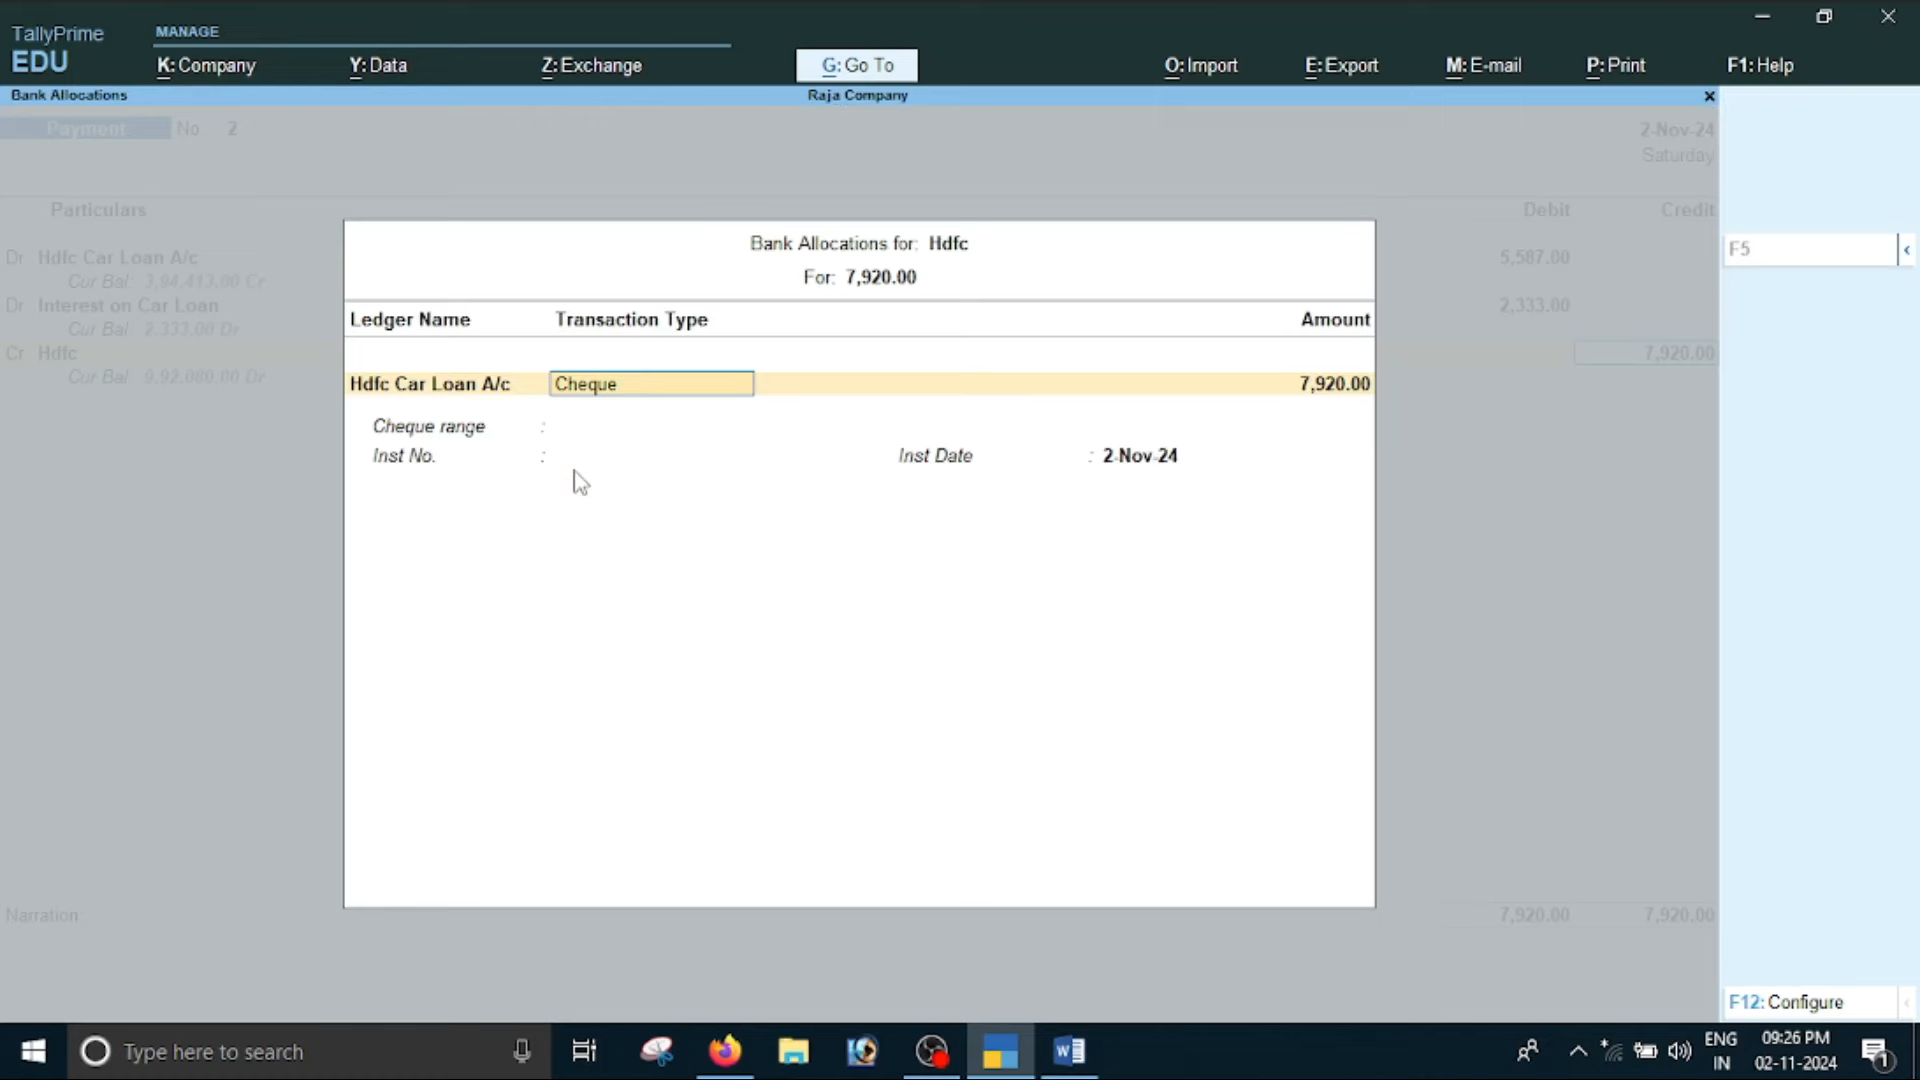 TallyPrime
EDU
MANAGE
K: Company
Y: Data
Z: Exchange
G: Go To
O: Import
E: Export
M: E-mail
P: Print
F1: Help
Bank Allocations
Raja Company
Payment No 2
2-Nov-24
Saturday
Particulars Debit Credit
Dr Hdfc Car Loan A/c 5,587.00
Cur Bal: 3,94,413.00 Cr
Dr Interest on Car Loan 2,333.00
Cur Bal: 2,333.00 Dr
Cr Hdfc 7,920.00
Cur Bal: 9,92,080.00 Dr
Bank Allocations for: Hdfc
For: 7,920.00
Ledger Name Transaction Type Amount
Hdfc Car Loan A/c Cheque 7,920.00
Cheque range :
Inst No. : Inst Date : 2-Nov-24
F5
Narration: 7,920.00 7,920.00
F12: Configure
Type here to search
ENG
IN
09:26 PM
02-11-2024
1